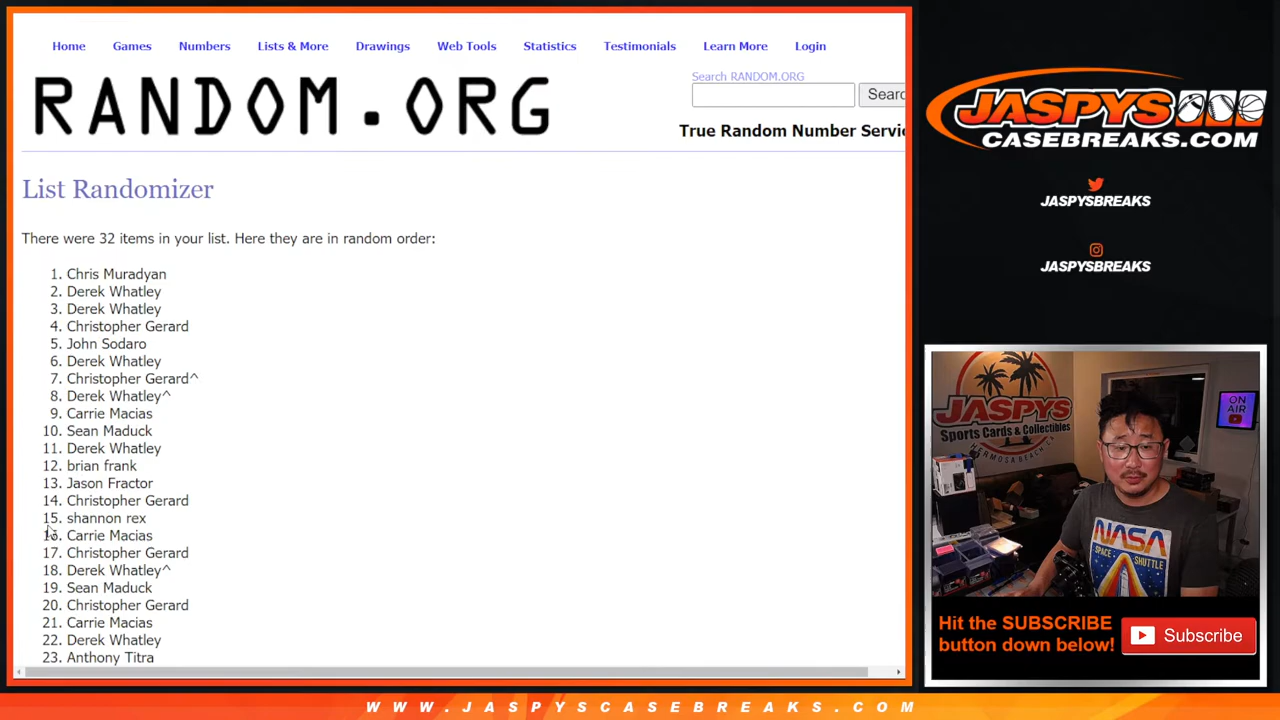 Home Games Numbers Lists & More Drawings Web Tools Statistics Testimonials Learn More Login
Search RANDOM.ORG
RANDOM.ORG
True Random Number Servic
List Randomizer
There were 32 items in your list. Here they are in random order:
1. Chris Muradyan
2. Derek Whatley
3. Derek Whatley
4. Christopher Gerard
5. John Sodaro
6. Derek Whatley
7. Christopher Gerard^
8. Derek Whatley^
9. Carrie Macias
10. Sean Maduck
11. Derek Whatley
12. brian frank
13. Jason Fractor
14. Christopher Gerard
15. shannon rex
16. Carrie Macias
17. Christopher Gerard
18. Derek Whatley^
19. Sean Maduck
20. Christopher Gerard
21. Carrie Macias
22. Derek Whatley
23. Anthony Titra
JASPYS
CASEBREAKS.COM
JASPYSBREAKS
JASPYSBREAKS
JASPYS
Sports Cards & Collectibles
HERMOSA BEACH, CA
ON AIR
NASA
SPACE SHUTTLE
Hit the SUBSCRIBE
button down below!
Subscribe
WWW.JASPYSCASEBREAKS.COM